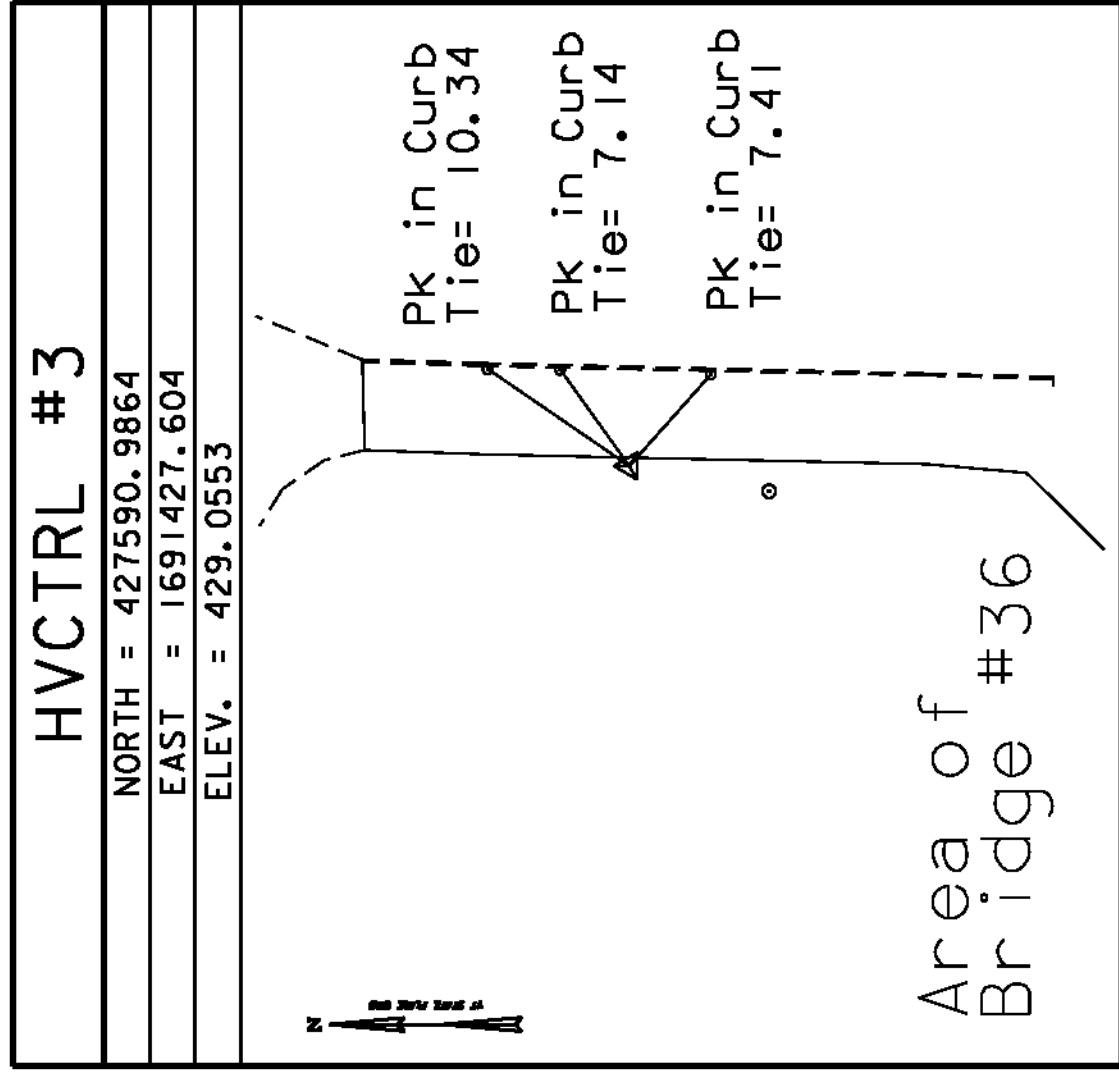 HVCTRL #3
NORTH = 427590.9864
EAST = 1691427.604
ELEV. = 429.0553
Pk in Curb
Tie= 10.34
Pk in Curb
Tie= 7.14
Pk in Curb
Tie= 7.41
N
Area of
Bridge #36